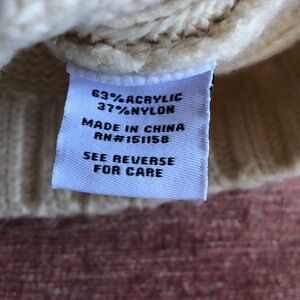 63%ACRYLIC
37%NYLON
MADE IN CHINA
RN#151158
SEE REVERSE
FOR CARE